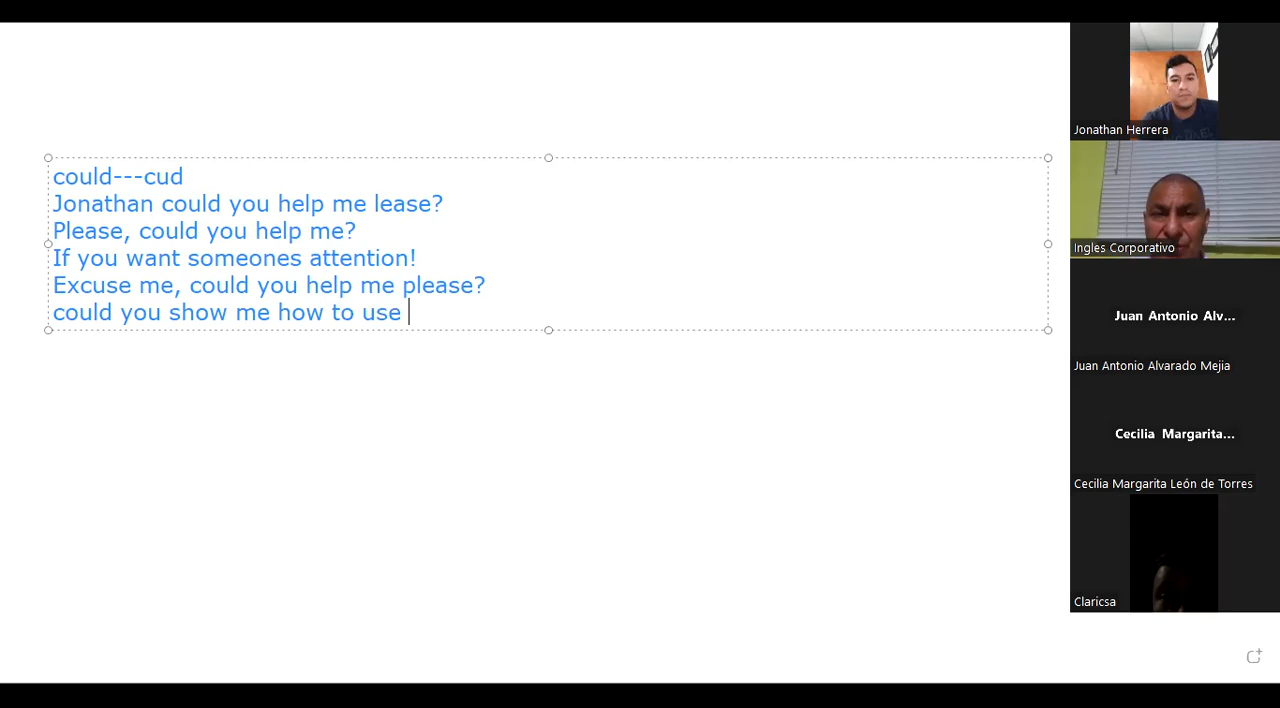 could---cud
Jonathan could you help me lease?
Please, could you help me?
If you want someones attention!
Excuse me, could you help me please?
could you show me how to use
Jonathan Herrera
Ingles Corporativo
Juan Antonio Alv...
Juan Antonio Alvarado Mejia
Cecilia Margarita...
Cecilia Margarita León de Torres
Claricsa